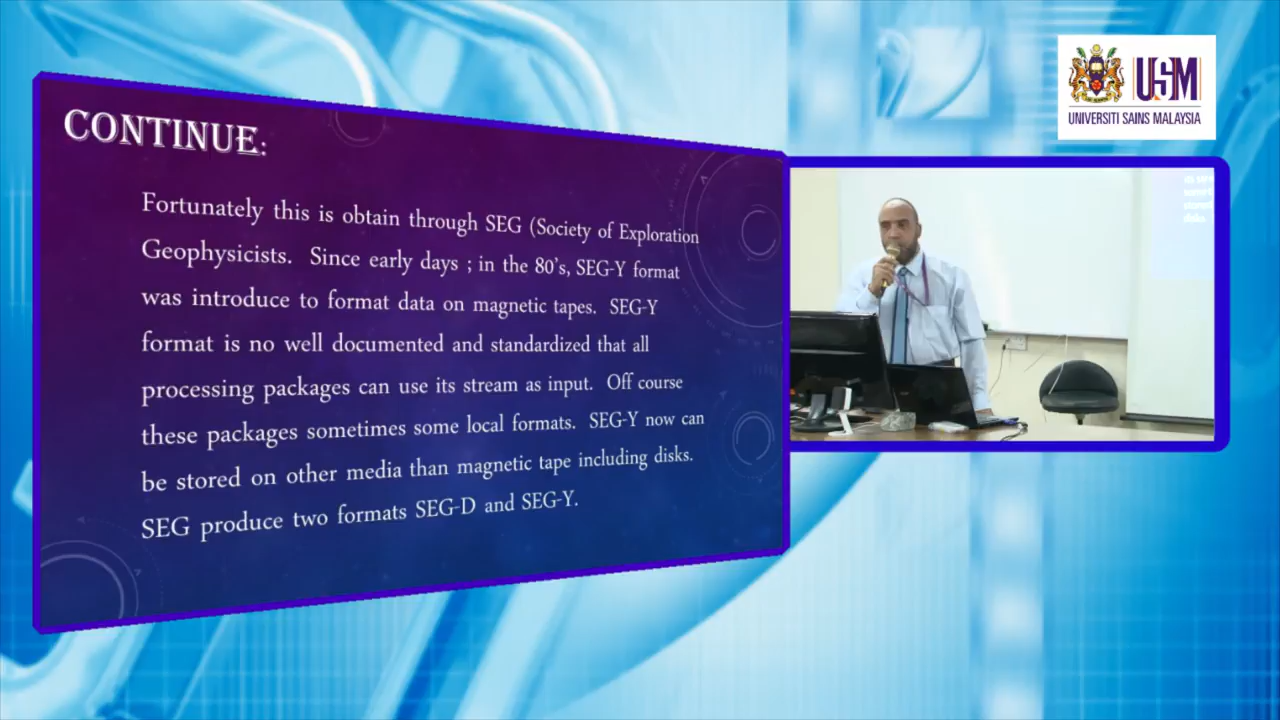 CONTINUE:
Fortunately this is obtain through SEG (Society of Exploration
Geophysicists. Since early days ; in the 80's, SEG-Y format
was introduce to format data on magnetic tapes. SEG-Y
format is no well documented and standardized that all
processing packages can use its stream as input. Off course
these packages sometimes some local formats. SEG-Y now can
be stored on other media than magnetic tape including disks.
SEG produce two formats SEG-D and SEG-Y.
USM
UNIVERSITI SAINS MALAYSIA
disks.